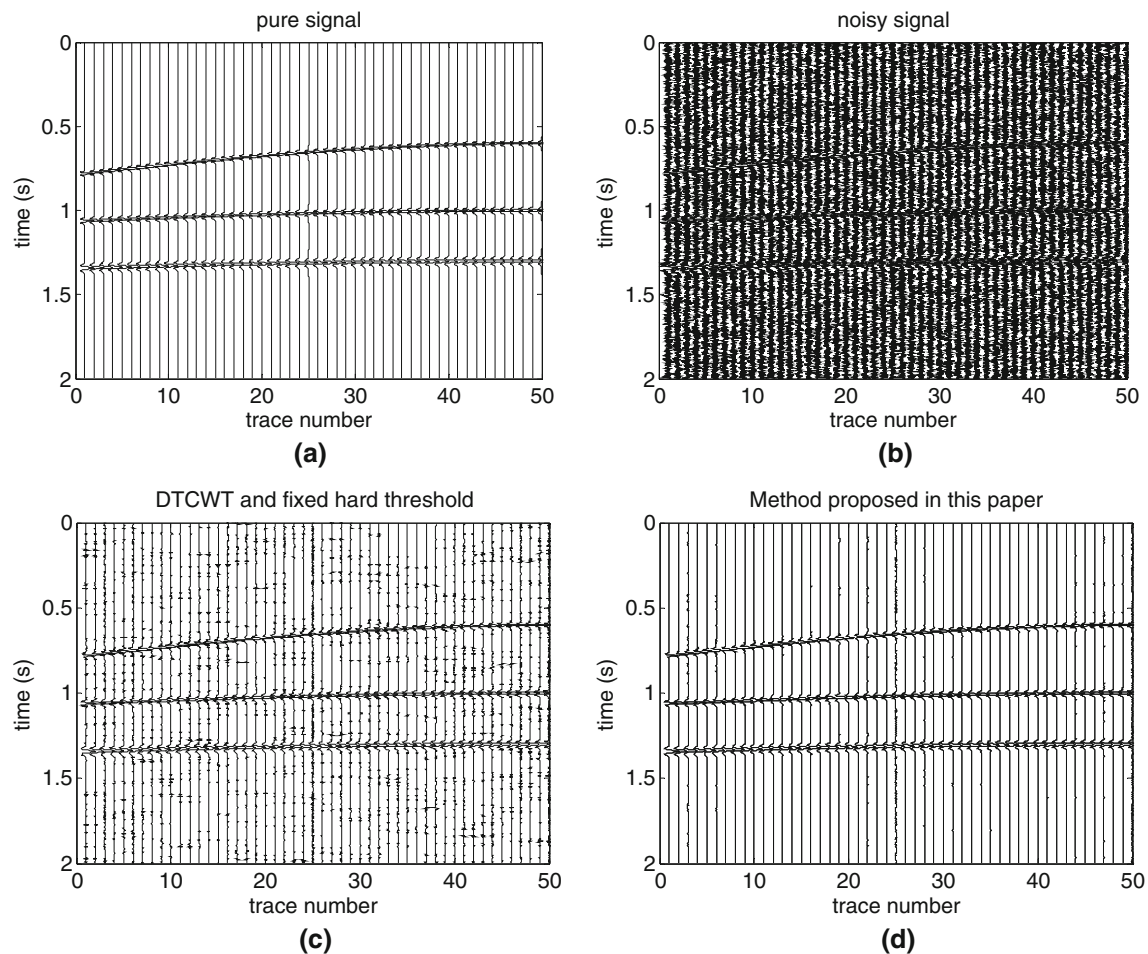 pure signal
0
0.5
1
1.5
2
time (s)
0 10 20 30 40 50
trace number
(a)
noisy signal
0
0.5
1
1.5
2
time (s)
0 10 20 30 40 50
trace number
(b)
DTCWT and fixed hard threshold
0
0.5
1
1.5
2
time (s)
0 10 20 30 40 50
trace number
(c)
Method proposed in this paper
0
0.5
1
1.5
2
time (s)
0 10 20 30 40 50
trace number
(d)